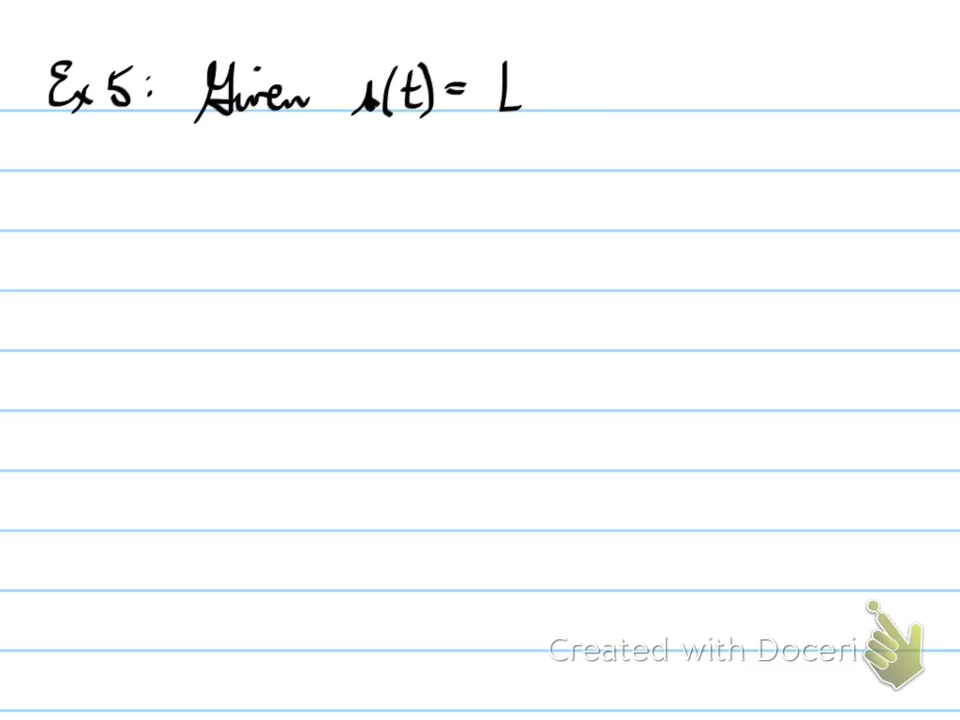 Ex 5: Given s(t) = L
Created with Doceri